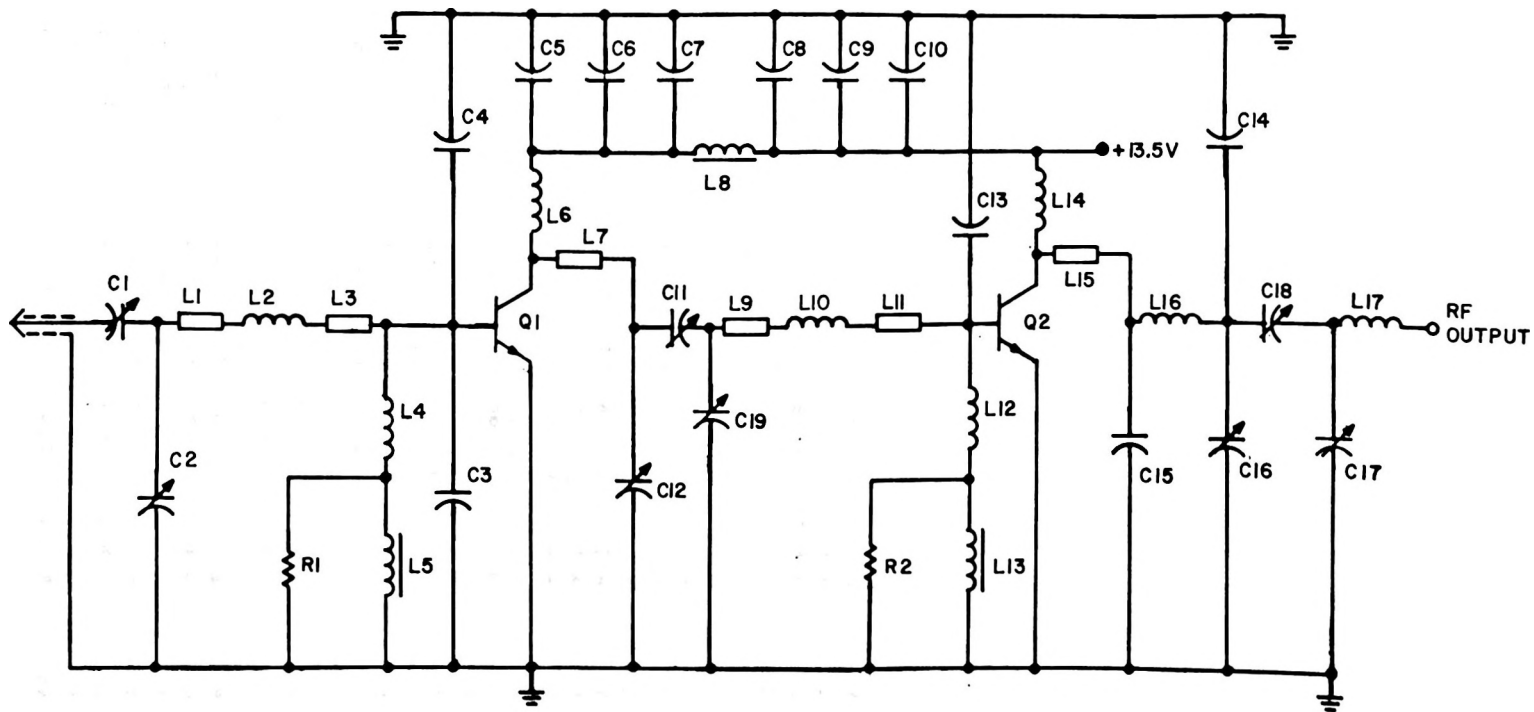 C5 C6 C7 C8 C9 C10
C4 C14
+13.5V
L8
C13 L14
L6
L7
L15
C1 L1 L2 L3 Q1 C11 L9 L10 L11 Q2 L16 C18 L17 RF
OUTPUT
L4 C19 L12
C2 C3 C12 C15 C16 C17
R1 L5 R2 L13